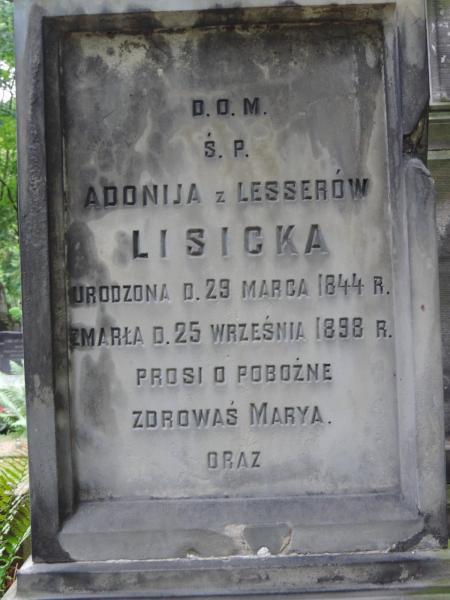 D.O.M.
Ś.P.
ADONIJA z LESSERÓW
LISICKA
URODZONA D. 29 MARCA 1844 R.
ZMARŁA D. 25 WRZEŚNIA 1898 R.
PROSI O POBOŻNE
ZDROWAŚ MARYA.
ORAZ